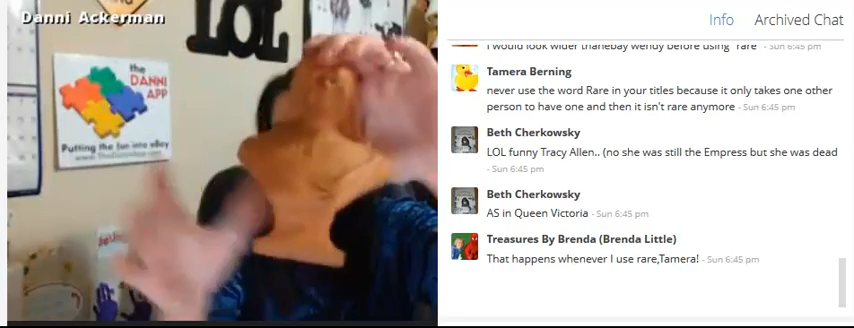 Danni Ackerman
LOL
the
DANNI
APP
Putting the fun into eBay
www.TheDanniApp.com
Info Archived Chat
I would look wider thanebay wendy before using "rare" - Sun 6:45 pm
Tamera Berning
never use the word Rare in your titles because it only takes one other
person to have one and then it isn't rare anymore - Sun 6:45 pm
Beth Cherkowsky
LOL funny Tracy Allen.. (no she was still the Empress but she was dead
- Sun 6:45 pm
Beth Cherkowsky
AS in Queen Victoria - Sun 6:45 pm
Treasures By Brenda (Brenda Little)
That happens whenever I use rare,Tamera! - Sun 6:45 pm